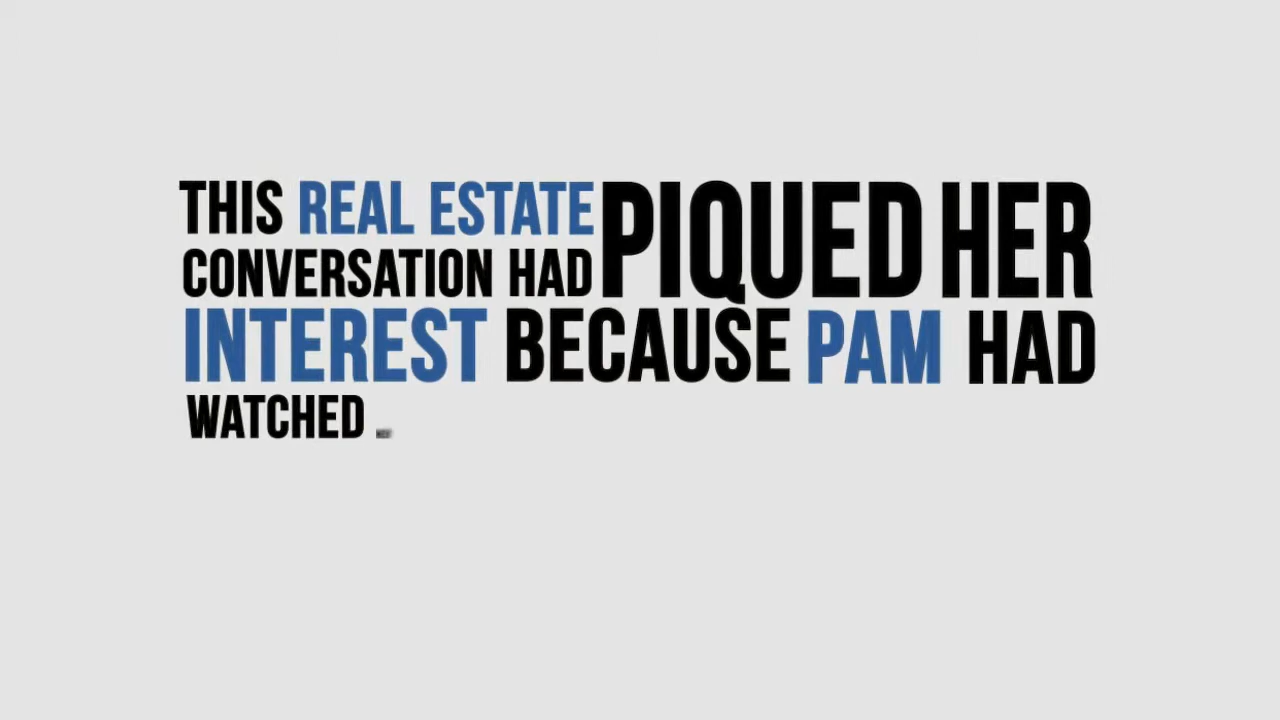 THIS REAL ESTATE
CONVERSATION HAD
PIQUED HER
INTEREST BECAUSE PAM HAD
WATCHED